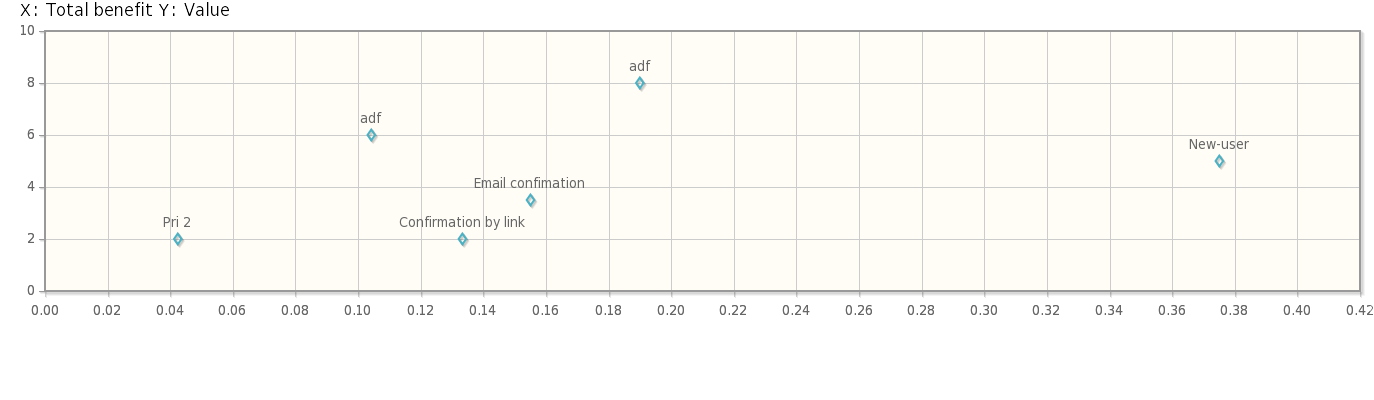 X: Total benefit Y: Value
10
adf
8
adf
6
New-user
Email confimation
4
Pri 2
Confirmation by link
2
0
0.00 0.02 0.04 0.06 0.08 0.10 0.12 0.14 0.16 0.18 0.20 0.22 0.24 0.26 0.28 0.30 0.32 0.34 0.36 0.38 0.40 0.42